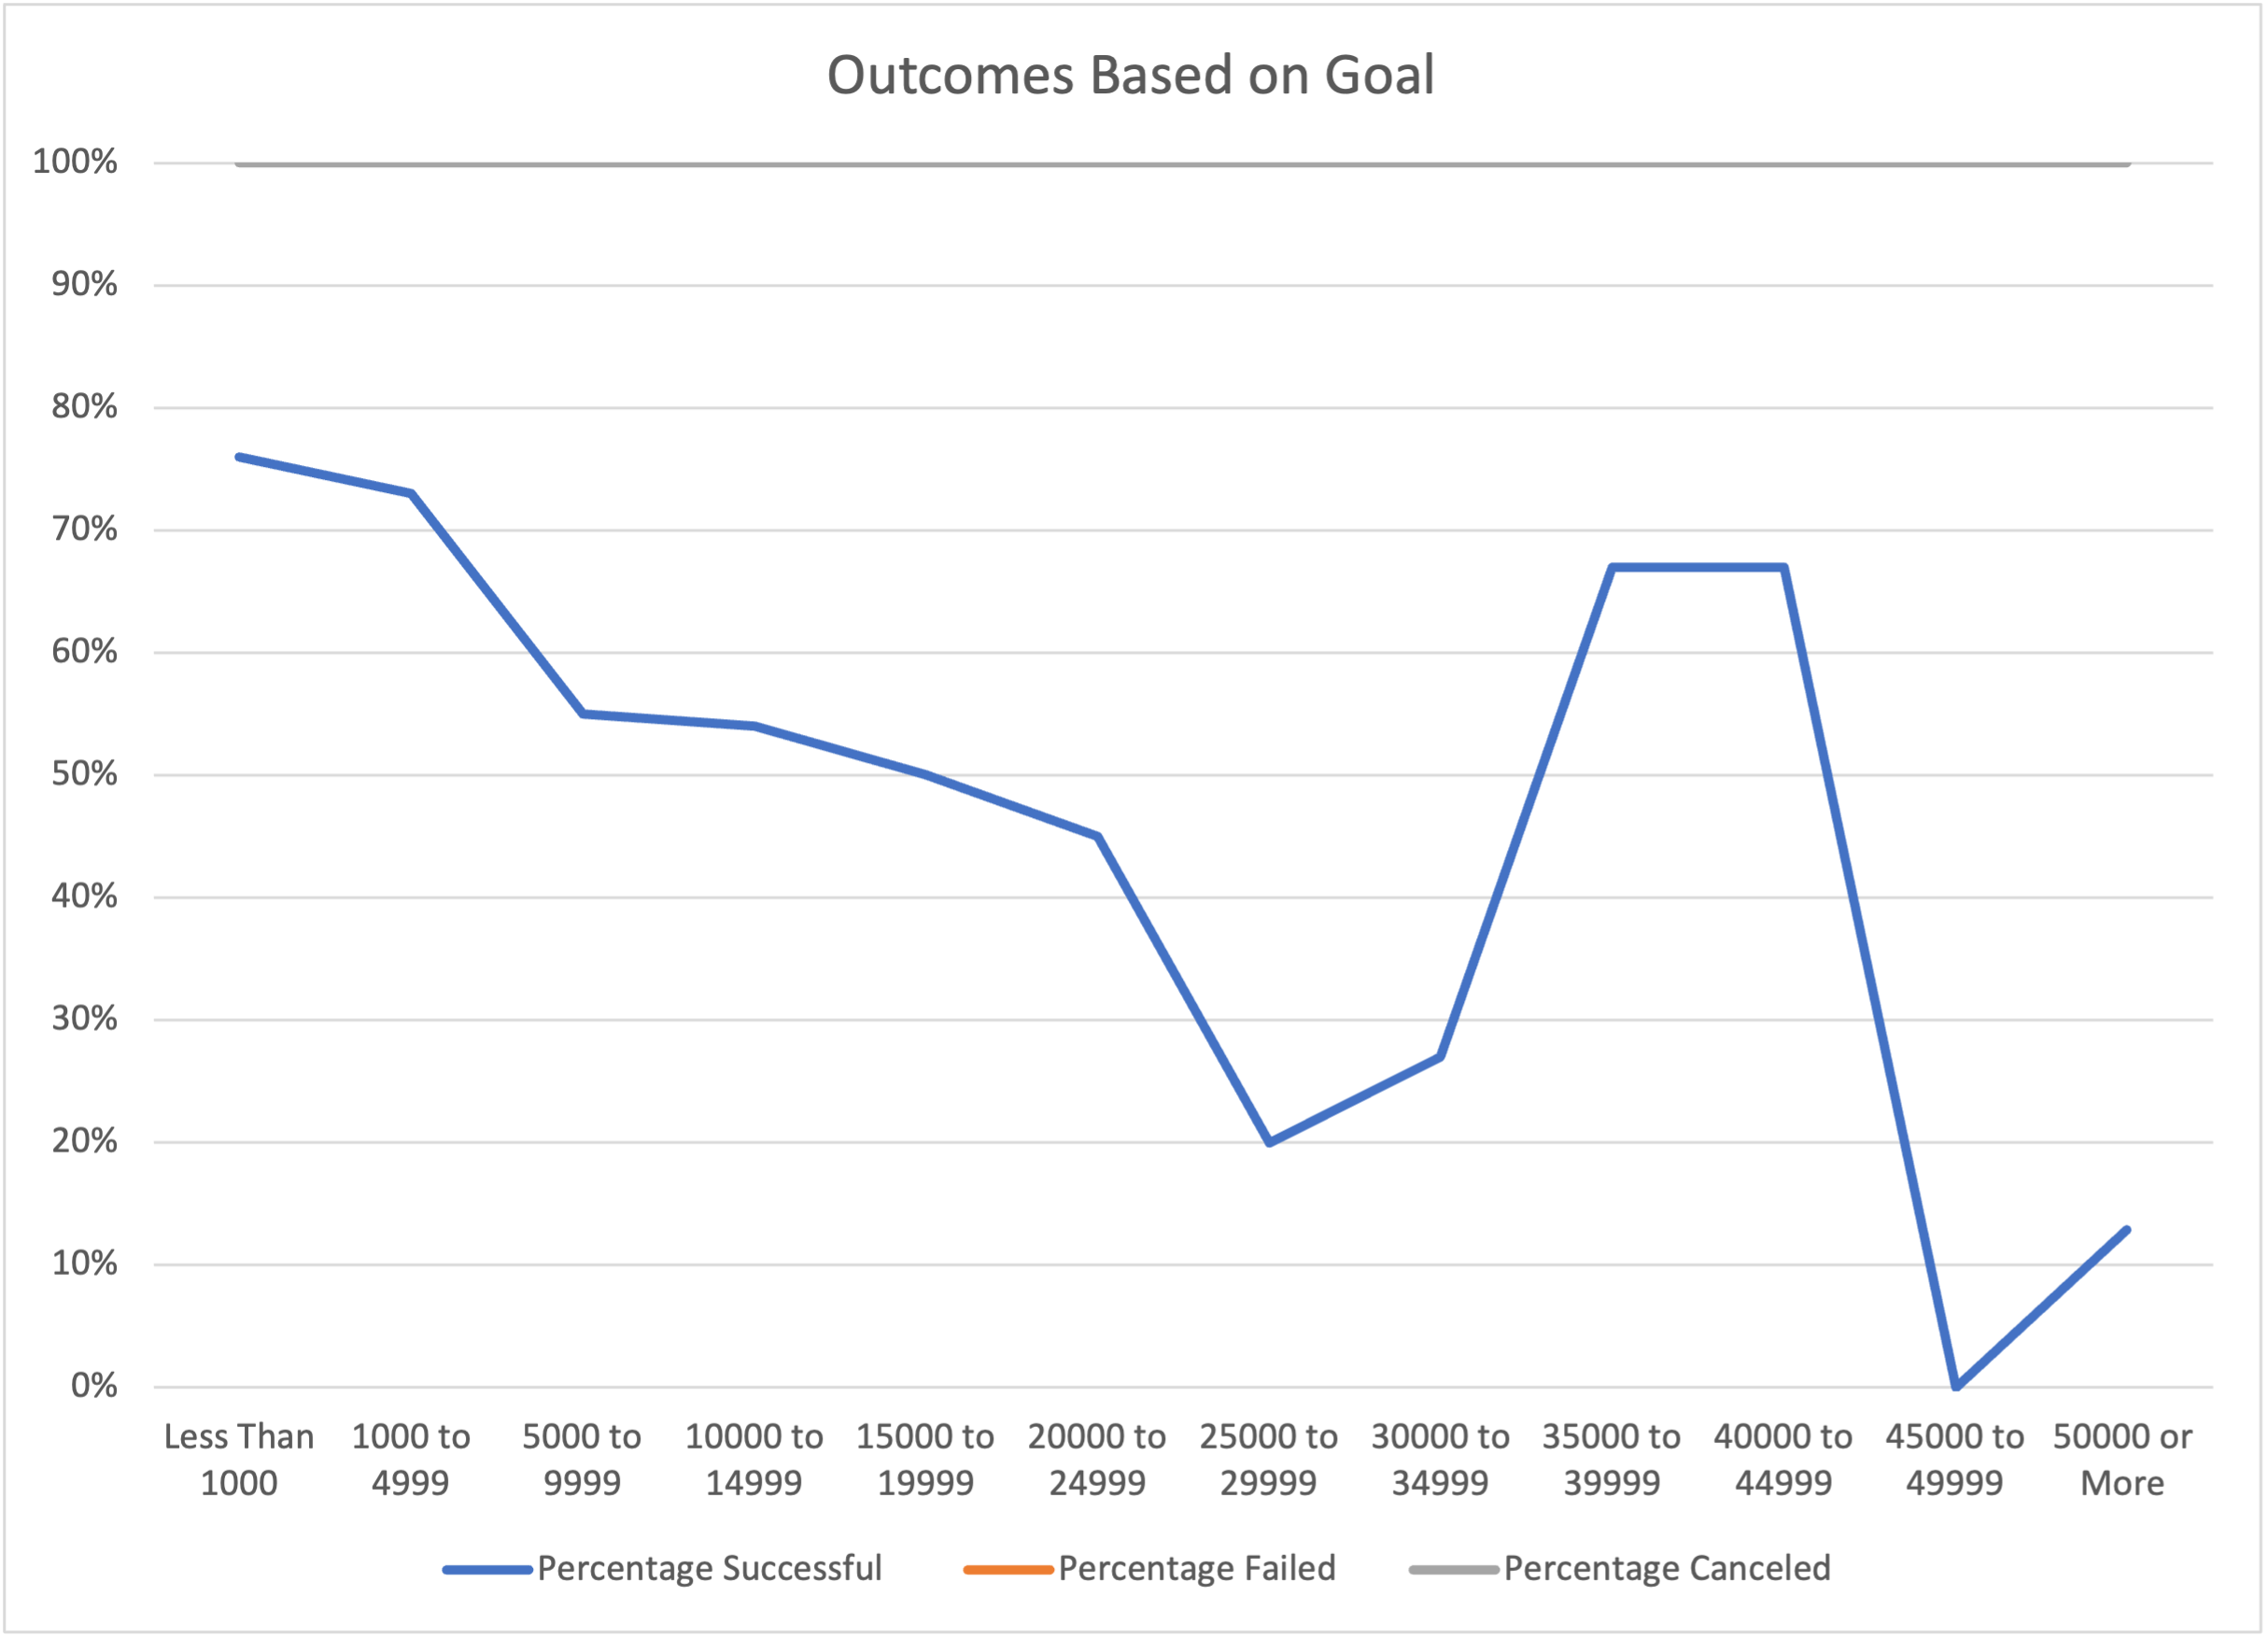 Outcomes Based on Goal
100%
90%
80%
70%
60%
50%
40%
30%
20%
10%
0%
Less Than 1000
1000 to 4999
5000 to 9999
10000 to 14999
15000 to 19999
20000 to 24999
25000 to 29999
30000 to 34999
35000 to 39999
40000 to 44999
45000 to 49999
50000 or More
Percentage Successful
Percentage Failed
Percentage Canceled